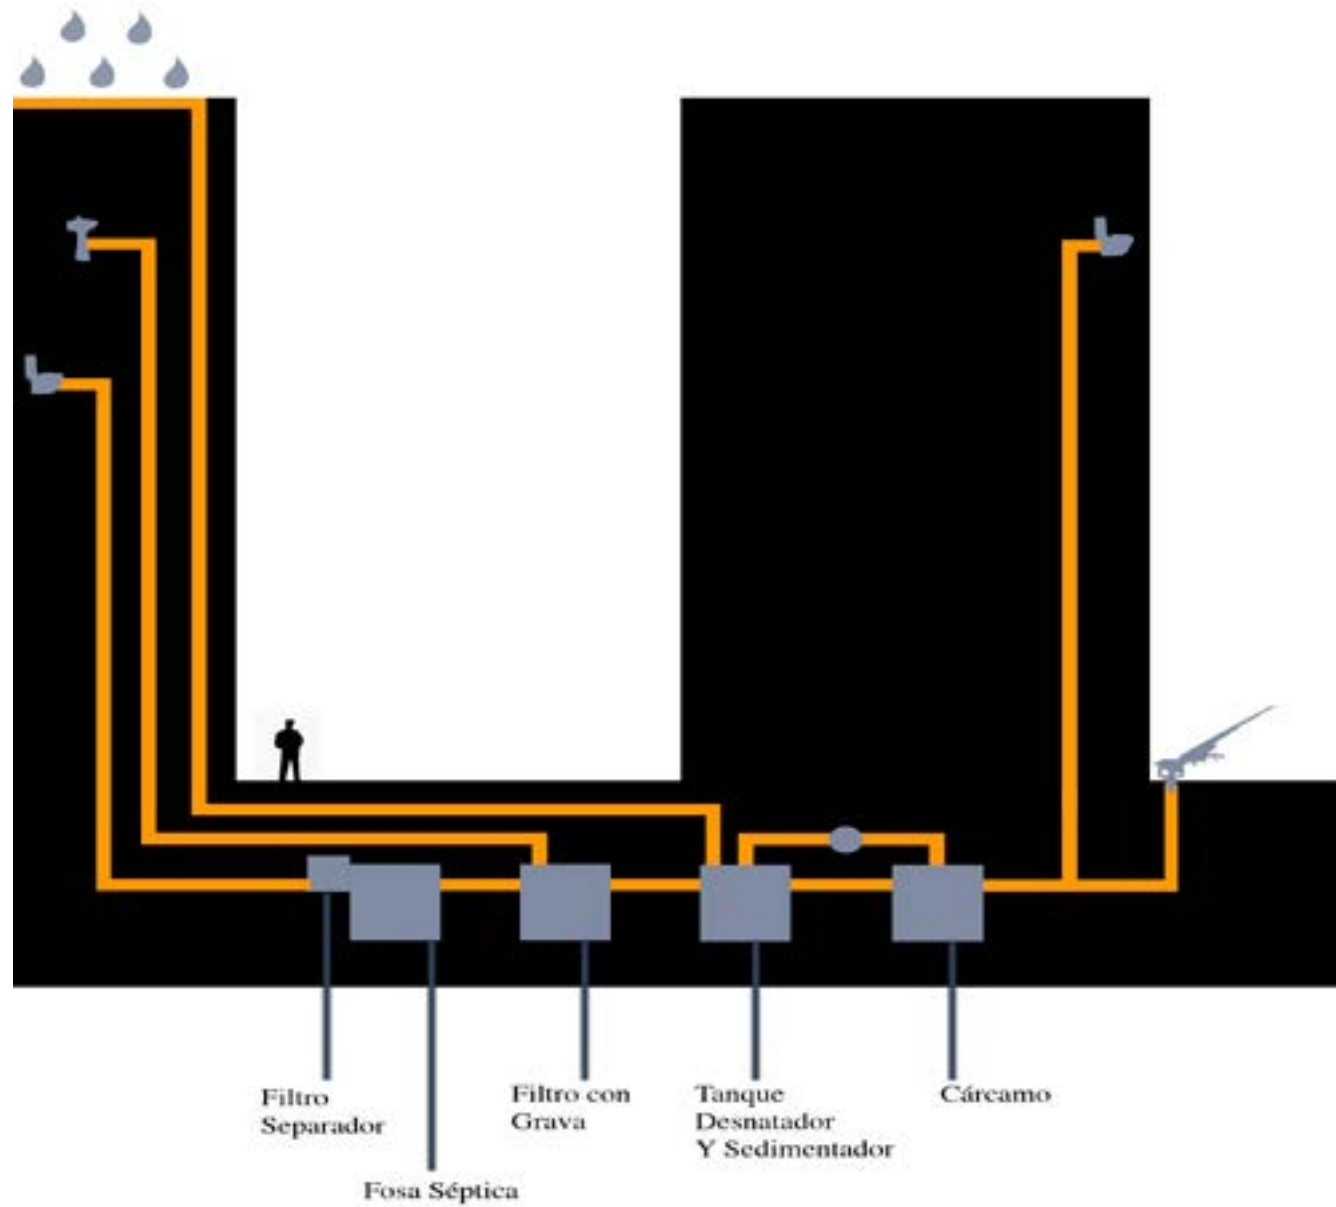 Filtro
Separador
Fosa Séptica
Filtro con
Grava
Tanque
Desnatador
Y Sedimentador
Cárcamo